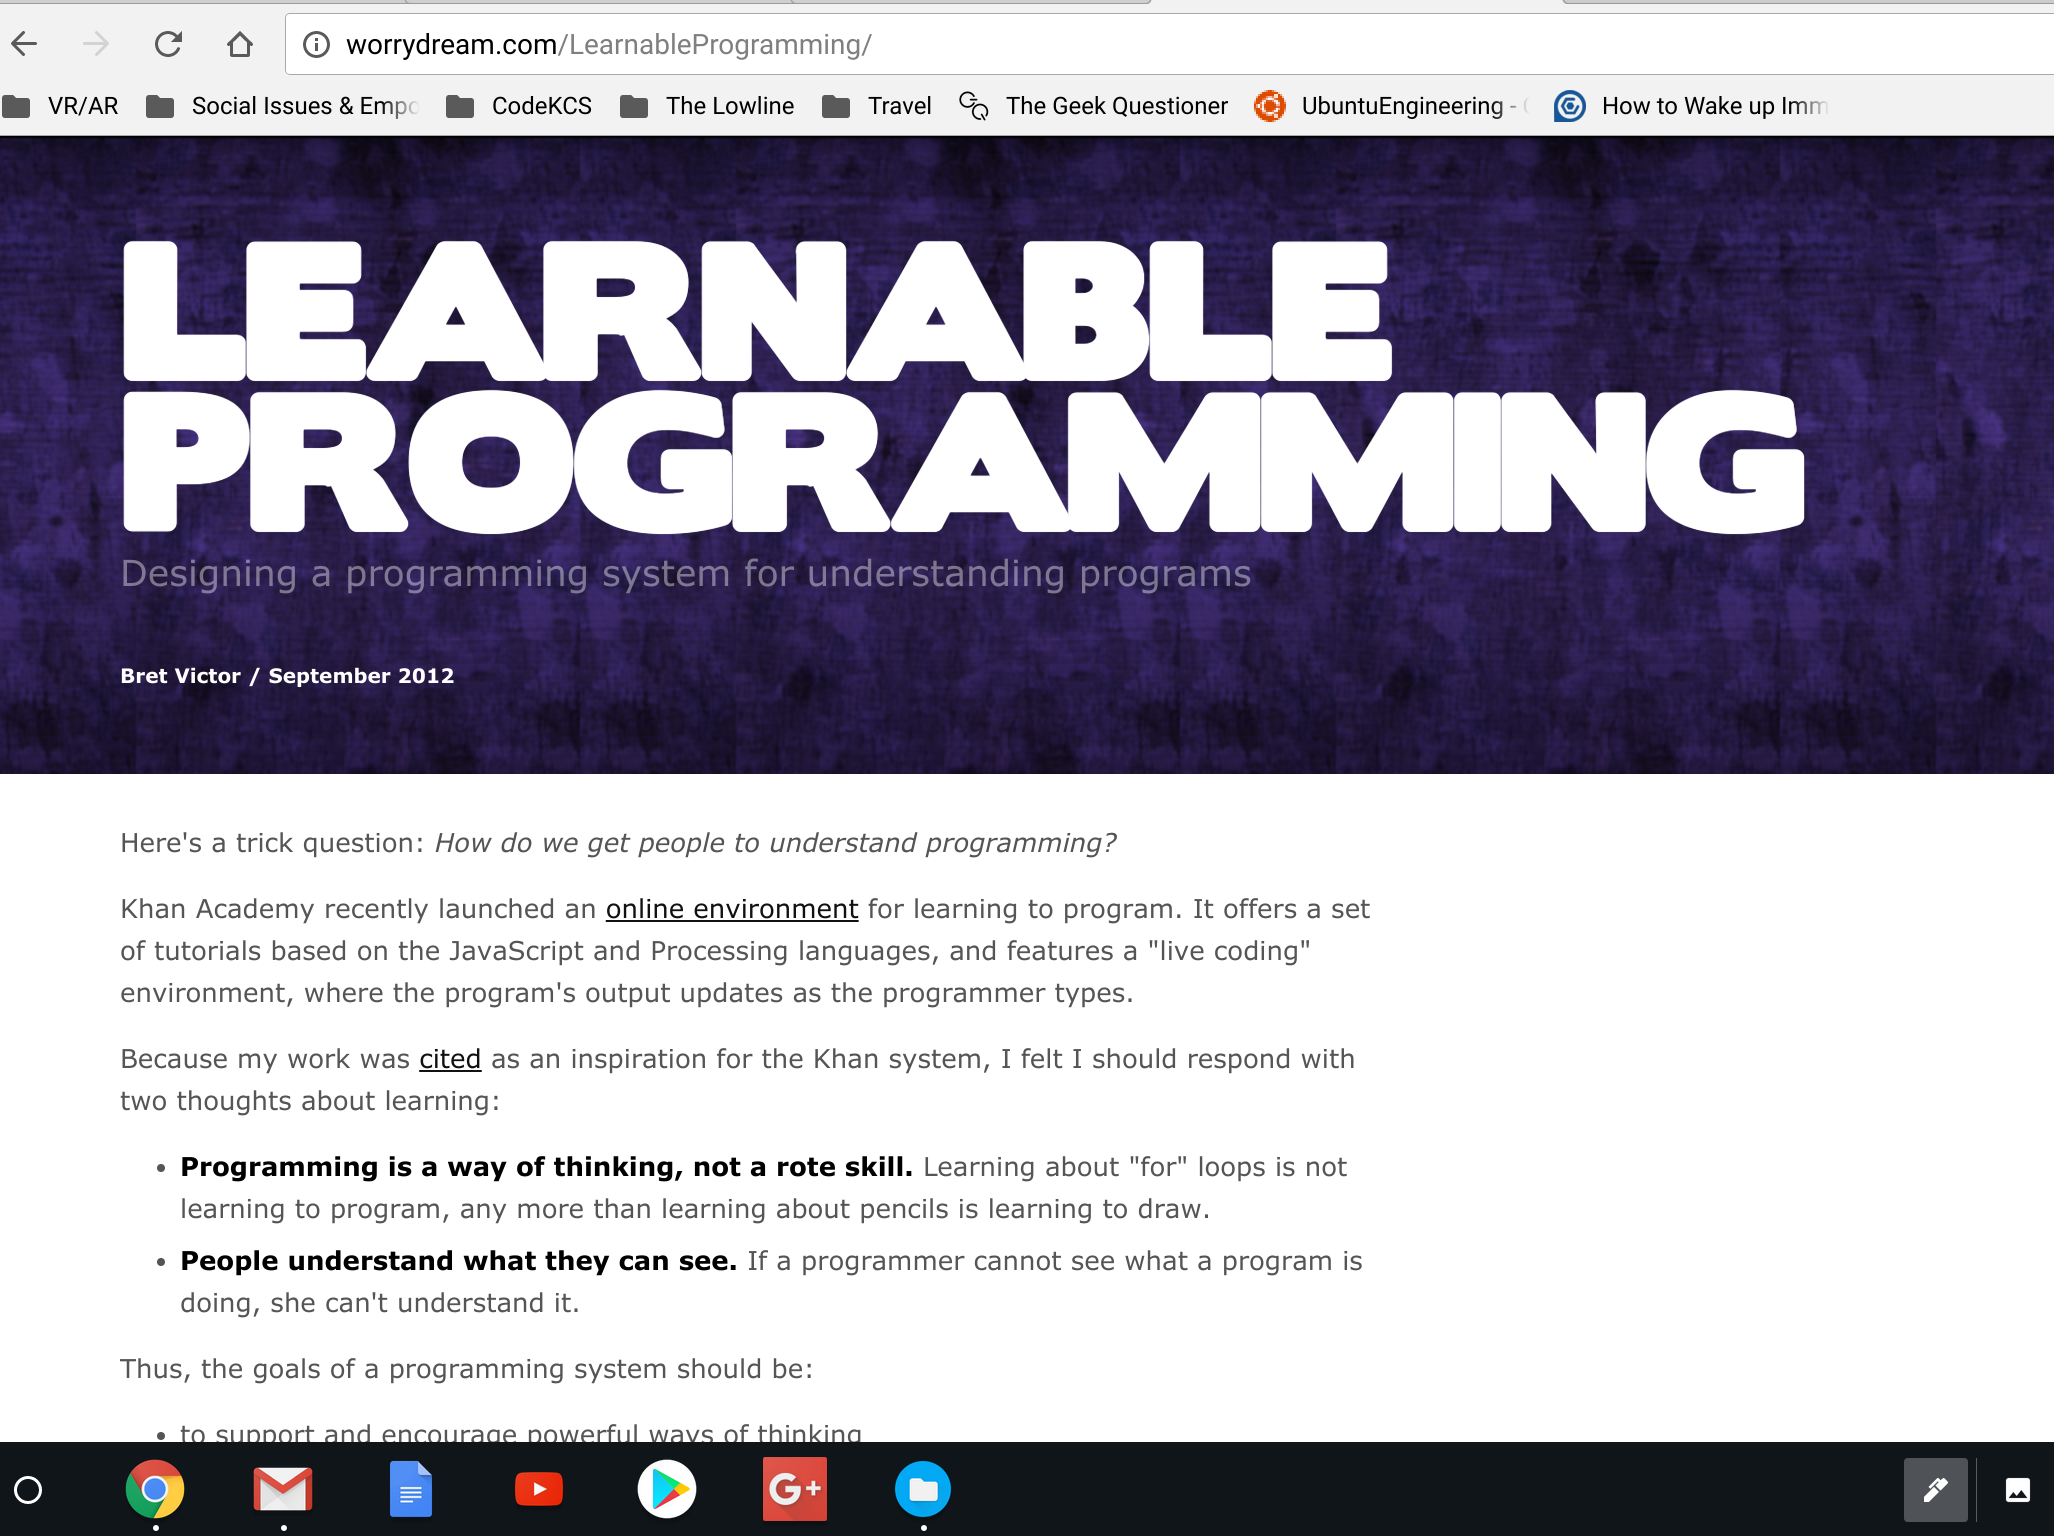 worrydream.com/LearnableProgramming/
VR/AR Social Issues & Empo CodeKCS The Lowline Travel The Geek Questioner UbuntuEngineering - How to Wake up Imm
LEARNABLE
PROGRAMMING
Designing a programming system for understanding programs
Bret Victor / September 2012
Here's a trick question: How do we get people to understand programming?
Khan Academy recently launched an online environment for learning to program. It offers a set
of tutorials based on the JavaScript and Processing languages, and features a "live coding"
environment, where the program's output updates as the programmer types.
Because my work was cited as an inspiration for the Khan system, I felt I should respond with
two thoughts about learning:
• Programming is a way of thinking, not a rote skill. Learning about "for" loops is not
learning to program, any more than learning about pencils is learning to draw.
• People understand what they can see. If a programmer cannot see what a program is
doing, she can't understand it.
Thus, the goals of a programming system should be:
• to support and encourage powerful ways of thinking
G+